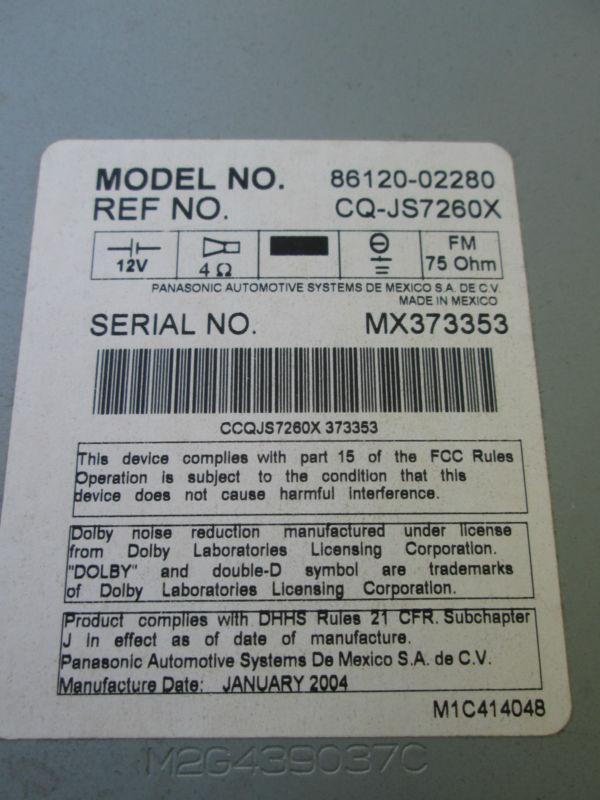 MODEL NO. 86120-02280
REF NO. CQ-JS7260X
12V 4 Ω FM 75 Ohm
PANASONIC AUTOMOTIVE SYSTEMS DE MEXICO S.A. DE C.V.
MADE IN MEXICO
SERIAL NO. MX373353
CCQJS7260X 373353
This device complies with part 15 of the FCC Rules
Operation is subject to the condition that this
device does not cause harmful interference.
Dolby noise reduction manufactured under license
from Dolby Laboratories Licensing Corporation.
"DOLBY" and double-D symbol are trademarks
of Dolby Laboratories Licensing Corporation.
Product complies with DHHS Rules 21 CFR. Subchapter
J in effect as of date of manufacture.
Panasonic Automotive Systems De Mexico S.A. de C.V.
Manufacture Date: JANUARY 2004
M1C414048
M2G439037C